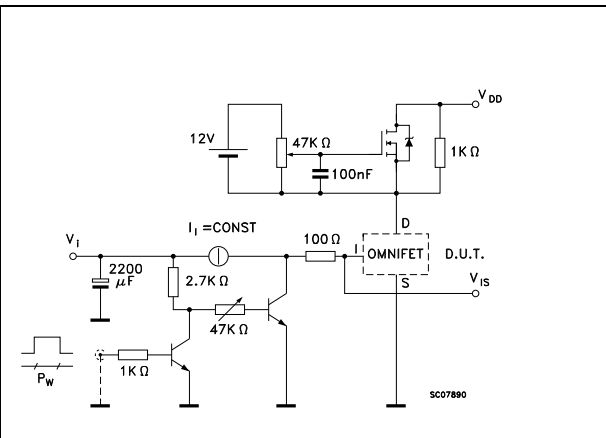 V DD
12V
47K Ω
1K Ω
100nF
D
I I =CONST
V i
100 Ω
I
OMNIFET
D.U.T.
2200
μF
2.7K Ω
S
V IS
47K Ω
1K Ω
P W
SC07890